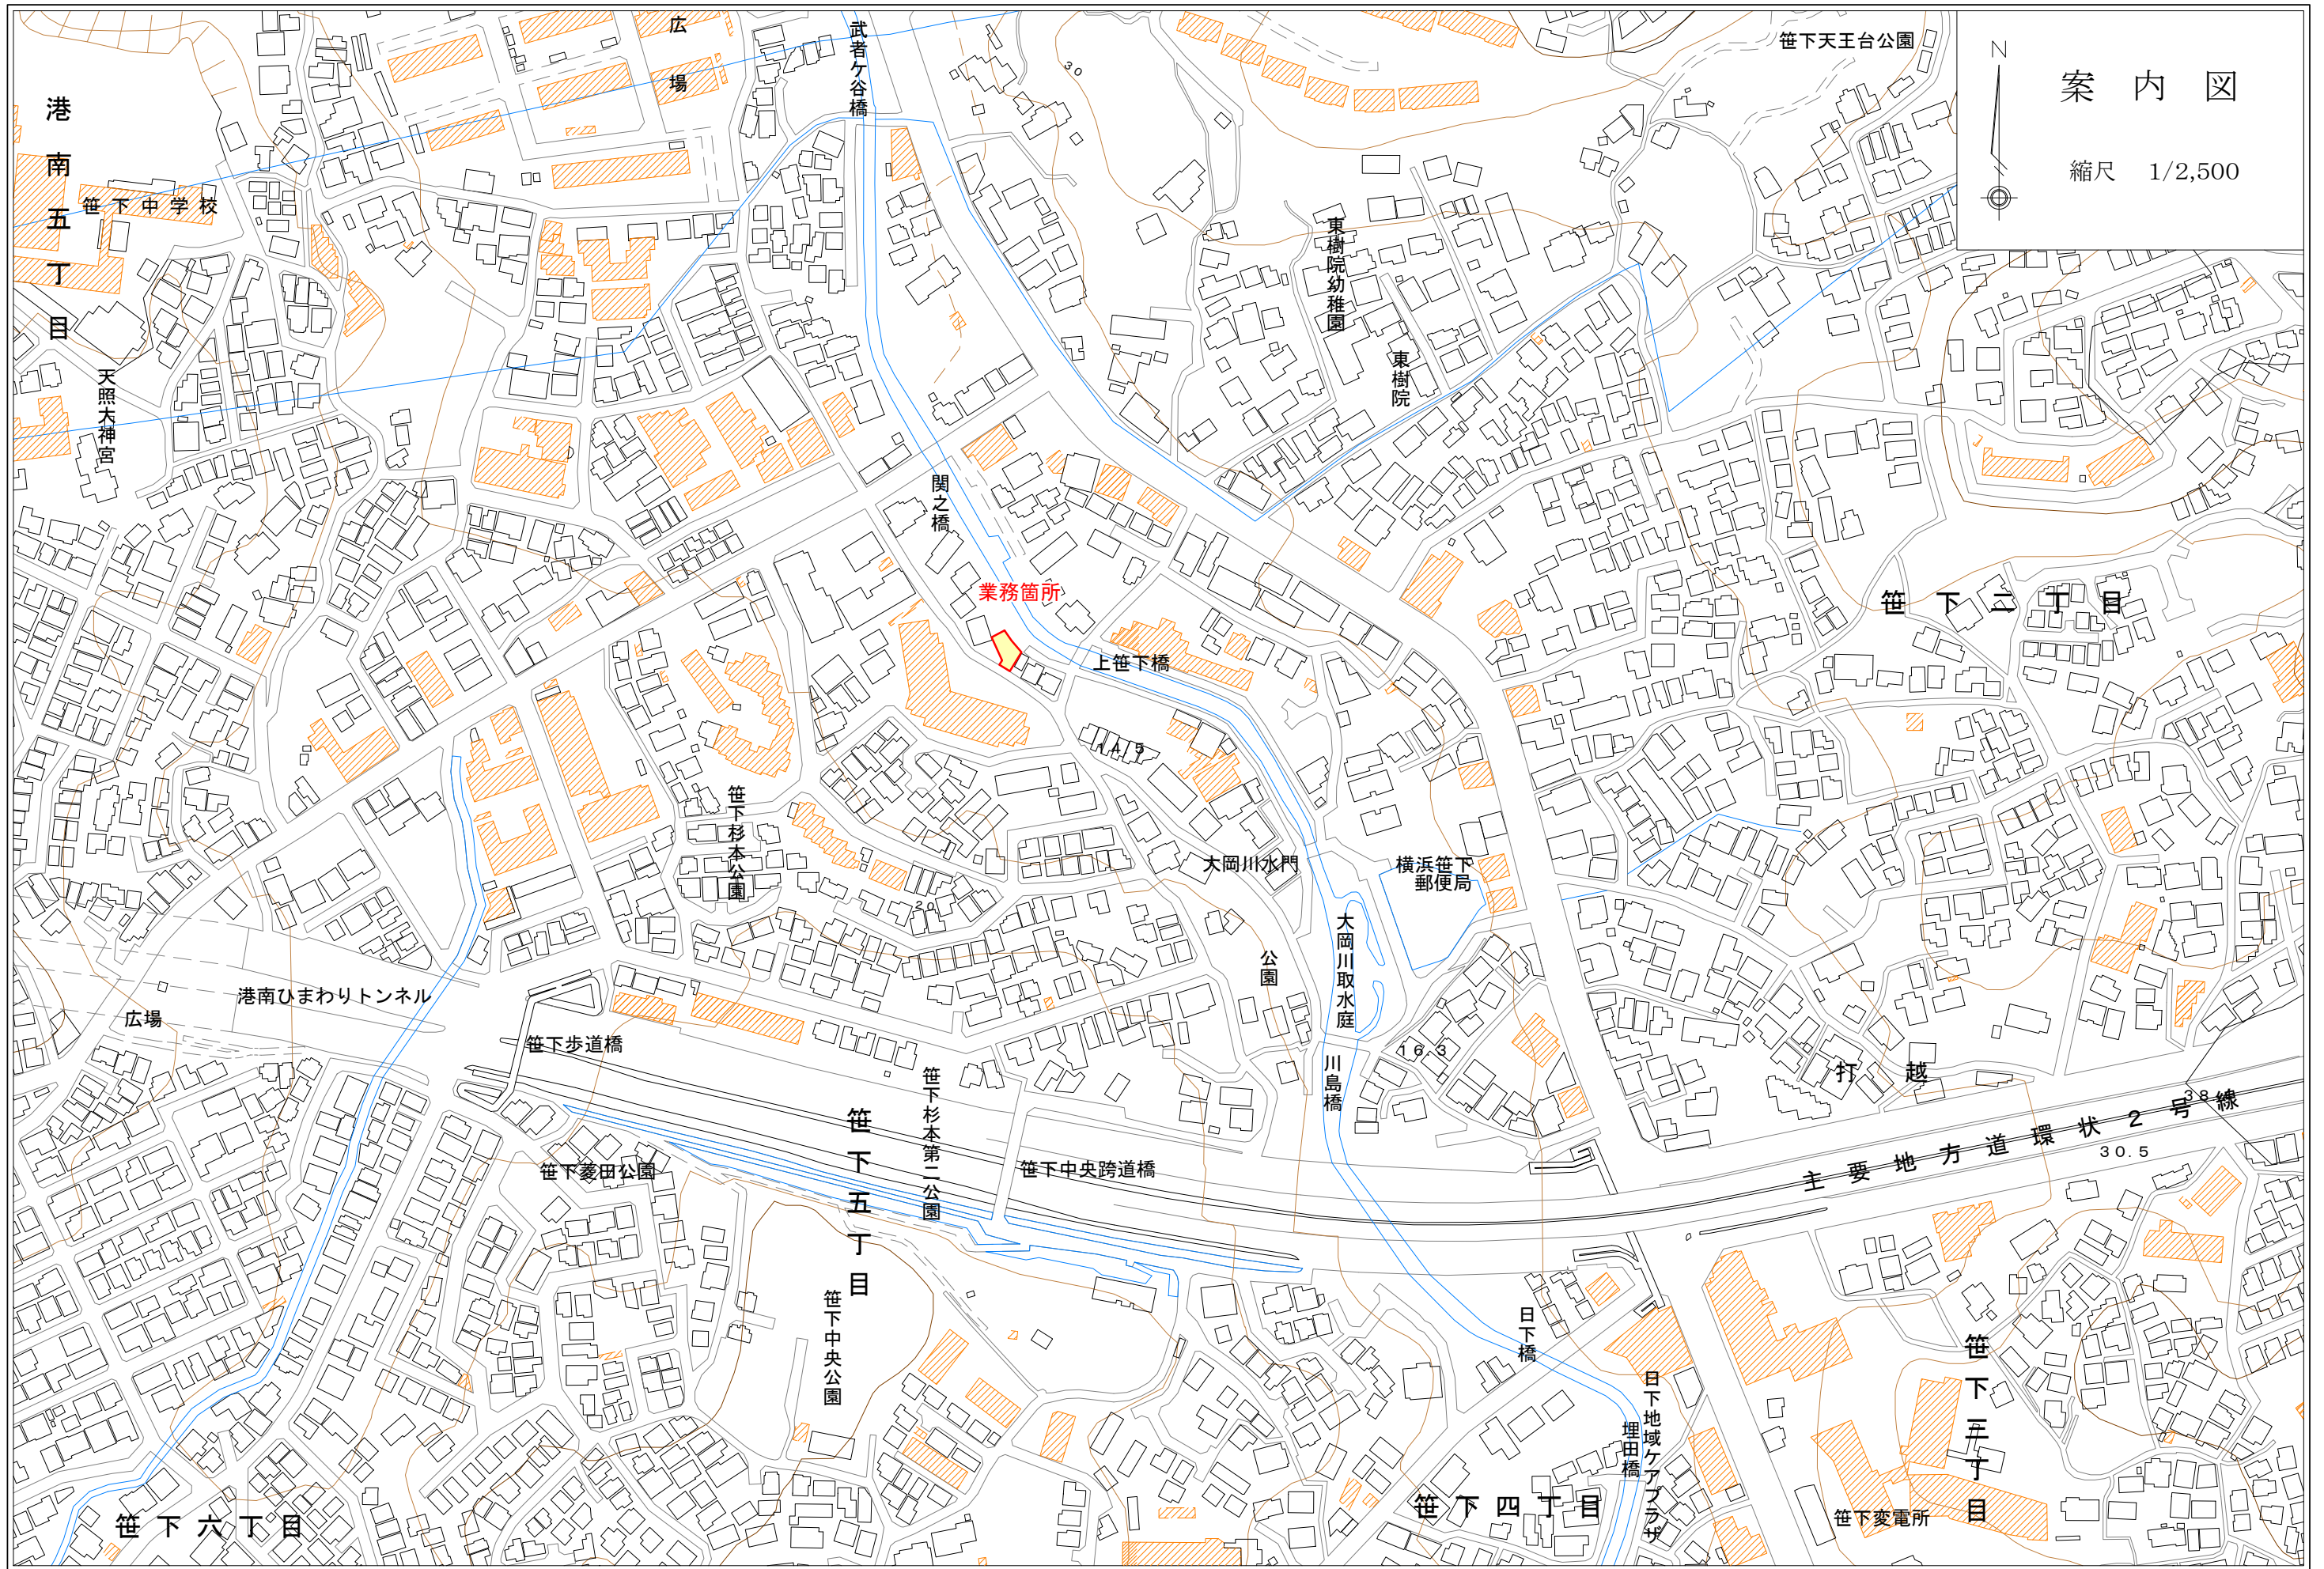 案内図
縮尺 1/2,500
N
広場
武者ケ谷橋
笹下天王台公園
30
港南五丁目
笹下中学校
東樹院幼稚園
東樹院
天照大神宮
関之橋
業務箇所
上笹下橋
笹下二丁目
14.5
笹下杉本公園
大岡川水門
横浜笹下
郵便局
20
大岡川取水庭
公園
港南ひまわりトンネル
広場
笹下歩道橋
16.3
川島橋
打越
笹下杉本第二公園
笹下五丁目
笹下菱田公園
笹下中央跨道橋
主要地方道環状2号線
30.5
笹下中央公園
日下橋
笹下三丁目
日下地域ケアプラザ
埋田橋
笹下四丁目
笹下変電所
笹下六丁目